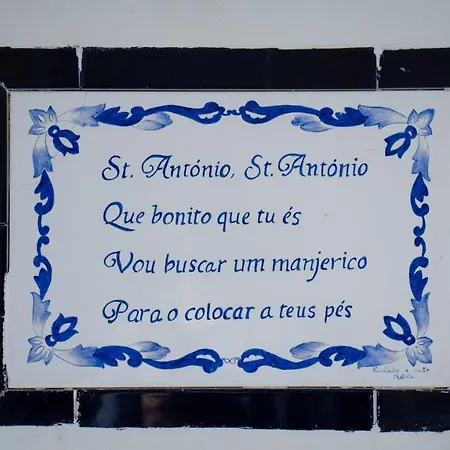 St. António, St. António
Que bonito que tu és
Vou buscar um manjerico
Para o colocar a teus pés